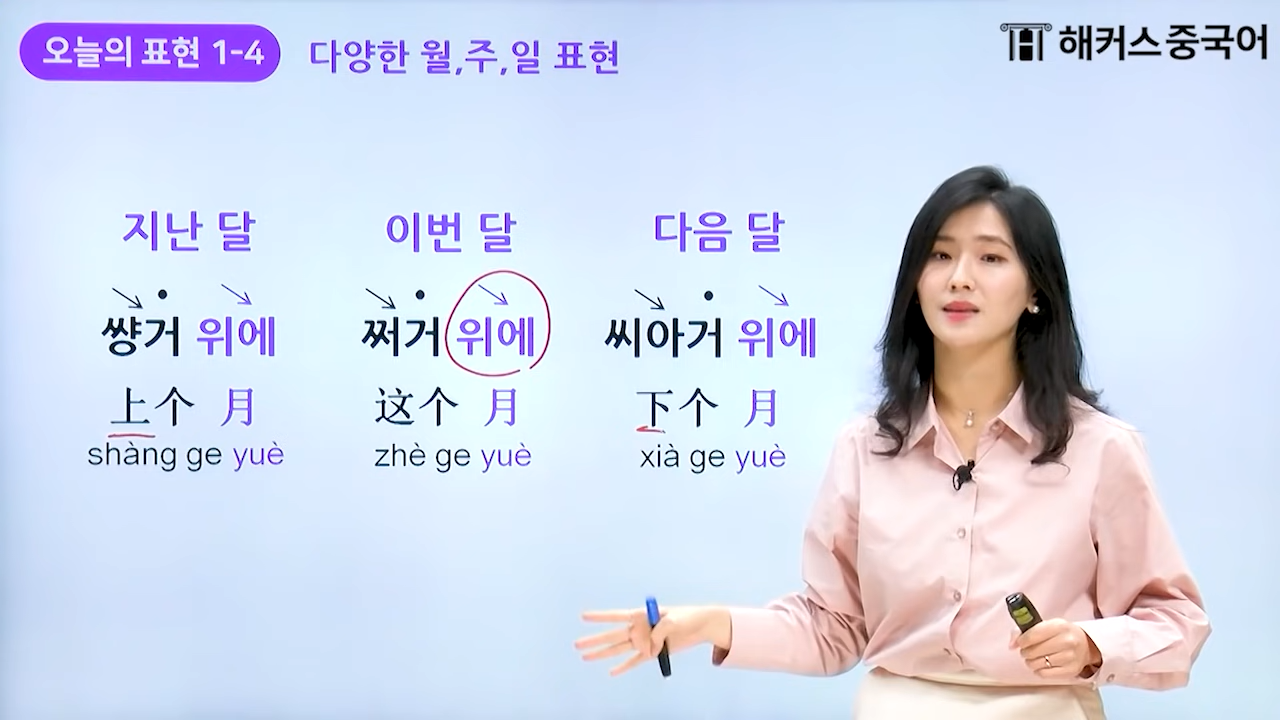 오늘의 표현 1-4 다양한 월,주,일 표현
해커스중국어
지난 달 이번 달 다음 달
썅거 위에 쩌거 위에 씨아거 위에
上个 月 这个 月 下个 月
shàng ge yuè zhè ge yuè xià ge yuè